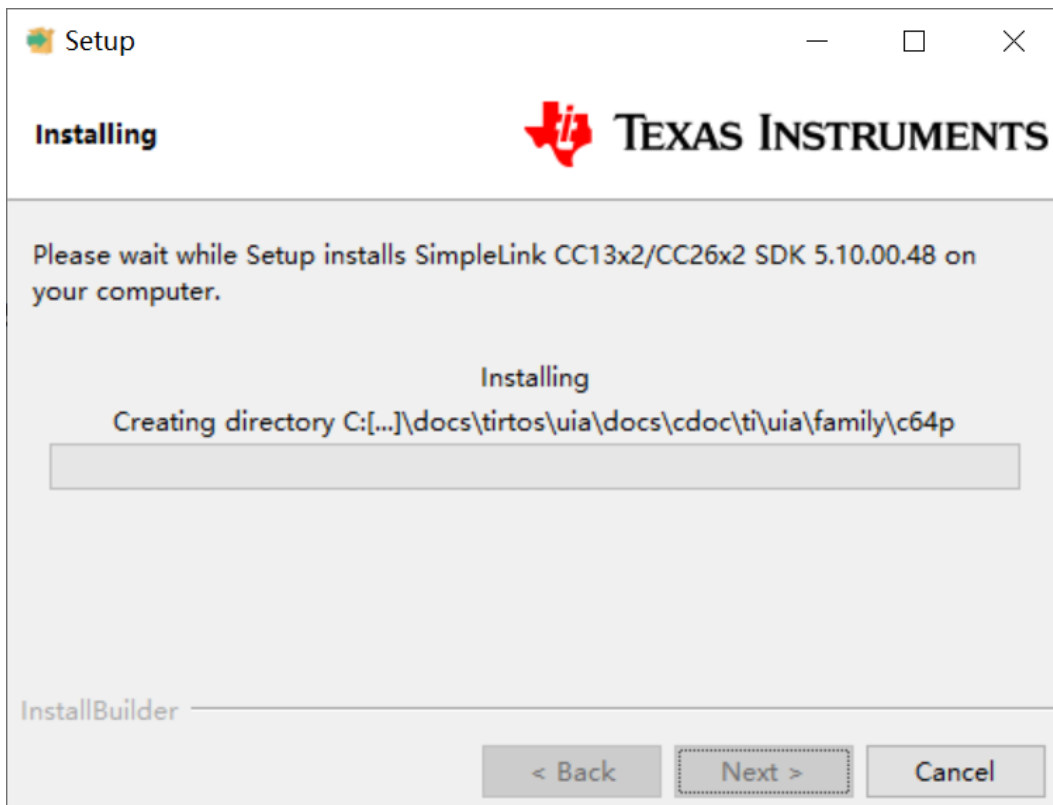 Setup
Installing
TEXAS INSTRUMENTS
Please wait while Setup installs SimpleLink CC13x2/CC26x2 SDK 5.10.00.48 on
your computer.
Installing
Creating directory C:[...]\docs\tirtos\uia\docs\cdoc\ti\uia\family\c64p
InstallBuilder
< Back
Next >
Cancel